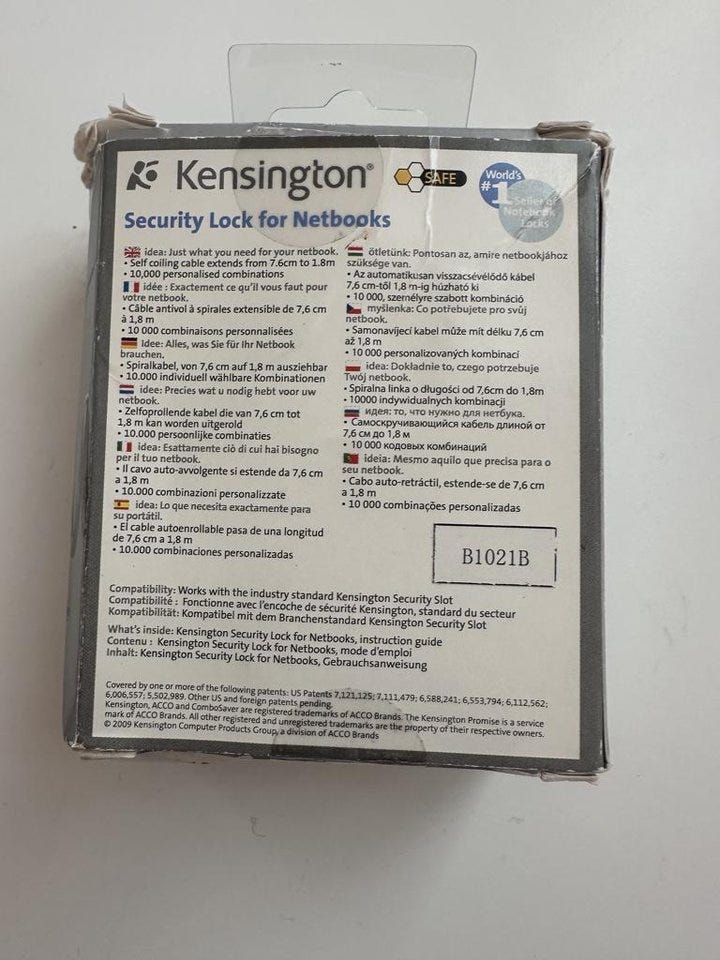 Kensington®
SAFE
World's
#1
Seller of
Notebook
Locks
Security Lock for Netbooks
idea: Just what you need for your netbook.
• Self coiling cable extends from 7.6cm to 1.8m
• 10,000 personalised combinations
idée : Exactement ce qu'il vous faut pour
votre netbook.
• Câble antivol à spirales extensible de 7,6 cm
à 1,8 m
• 10 000 combinaisons personnalisées
Idee: Alles, was Sie für Ihr Netbook
brauchen.
• Spiralkabel, von 7,6 cm auf 1,8 m ausziehbar
• 10.000 individuell wählbare Kombinationen
idee: Precies wat u nodig hebt voor uw
netbook.
• Zelfoprollende kabel die van 7,6 cm tot
1,8 m kan worden uitgerold
• 10.000 persoonlijke combinaties
idea: Esattamente ciò di cui hai bisogno
per il tuo netbook.
• Il cavo auto-avvolgente si estende da 7,6 cm
a 1,8 m
• 10.000 combinazioni personalizzate
idea: Lo que necesita exactamente para
su portátil.
• El cable autoenrollable pasa de una longitud
de 7,6 cm a 1,8 m
• 10.000 combinaciones personalizadas
ötletünk: Pontosan az, amire netbookjához
szüksége van.
• Az automatikusan visszacsévélődő kábel
7,6 cm-től 1,8 m-ig húzható ki
• 10 000, személyre szabott kombináció
myšlenka: Co potřebujete pro svůj
netbook.
• Samonavíjecí kabel může mít délku 7,6 cm
až 1,8 m
• 10 000 personalizovaných kombinací
idea: Dokładnie to, czego potrzebuje
Twój netbook.
• Spiralna linka o długości od 7,6cm do 1,8m
• 10000 indywidualnych kombinacji
идея: то, что нужно для нетбука.
• Самоскручивающийся кабель длиной от
7,6 см до 1,8 м
• 10 000 кодовых комбинаций
ideia: Mesmo aquilo que precisa para o
seu netbook.
• Cabo auto-retráctil, estende-se de 7,6 cm
a 1,8 m
• 10 000 combinações personalizadas
B1021B
Compatibility: Works with the industry standard Kensington Security Slot
Compatibilité : Fonctionne avec l'encoche de sécurité Kensington, standard du secteur
Kompatibilität: Kompatibel mit dem Branchenstandard Kensington Security Slot
What's inside: Kensington Security Lock for Netbooks, instruction guide
Contenu : Kensington Security Lock for Netbooks, mode d'emploi
Inhalt: Kensington Security Lock for Netbooks, Gebrauchsanweisung
Covered by one or more of the following patents: US Patents 7,121,125; 7,111,479; 6,588,241; 6,553,794; 6,112,562;
6,006,557; 5,502,989. Other US and foreign patents pending.
Kensington, ACCO and ComboSaver are registered trademarks of ACCO Brands. The Kensington Promise is a service
mark of ACCO Brands. All other registered and unregistered trademarks are the property of their respective owners.
© 2009 Kensington Computer Products Group, a division of ACCO Brands